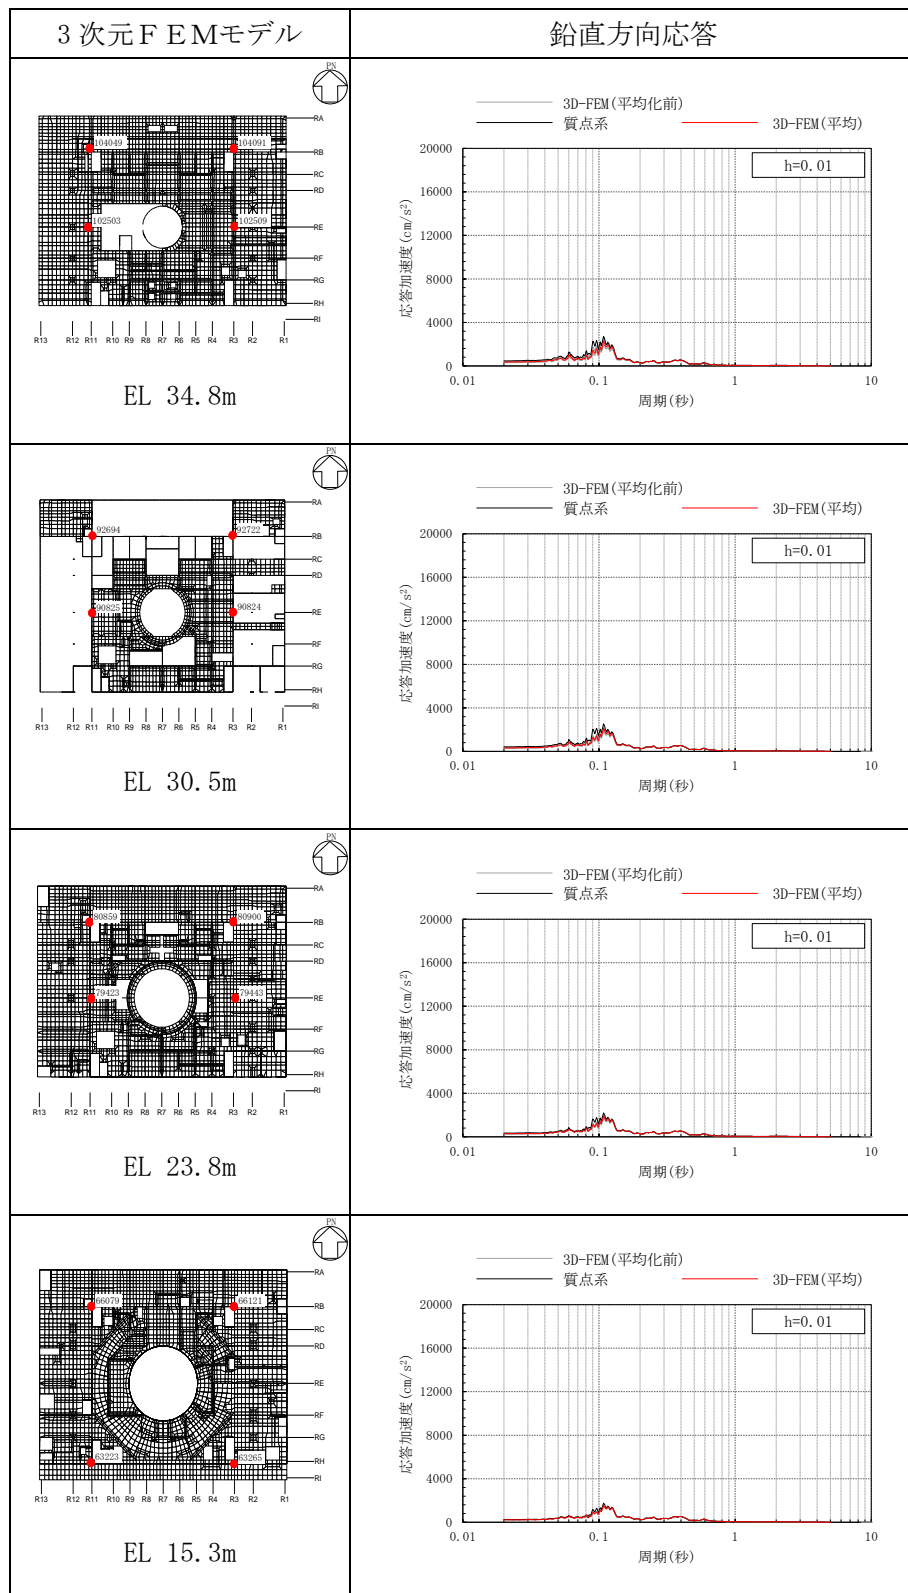 3次元FEMモデル
鉛直方向応答
PN
RA
RB
RC
RD
RE
RF
RG
RH
RI
104049
104091
102503
102509
R13 R12 R11 R10 R9 R8 R7 R6 R5 R4 R3 R2 R1
EL 34.8m
3D-FEM(平均化前)
質点系
3D-FEM(平均)
h=0.01
応答加速度(cm/s²)
20000
16000
12000
8000
4000
0
0.01 0.1 1 10
周期(秒)
PN
RA
RB
RC
RD
RE
RF
RG
RH
RI
92694
92722
90825
90824
R13 R12 R11 R10 R9 R8 R7 R6 R5 R4 R3 R2 R1
EL 30.5m
3D-FEM(平均化前)
質点系
3D-FEM(平均)
h=0.01
応答加速度(cm/s²)
20000
16000
12000
8000
4000
0
0.01 0.1 1 10
周期(秒)
PN
RA
RB
RC
RD
RE
RF
RG
RH
RI
80859
80900
79423
79443
R13 R12 R11 R10 R9 R8 R7 R6 R5 R4 R3 R2 R1
EL 23.8m
3D-FEM(平均化前)
質点系
3D-FEM(平均)
h=0.01
応答加速度(cm/s²)
20000
16000
12000
8000
4000
0
0.01 0.1 1 10
周期(秒)
PN
RA
RB
RC
RD
RE
RF
RG
RH
RI
66079
66121
63223
63265
R13 R12 R11 R10 R9 R8 R7 R6 R5 R4 R3 R2 R1
EL 15.3m
3D-FEM(平均化前)
質点系
3D-FEM(平均)
h=0.01
応答加速度(cm/s²)
20000
16000
12000
8000
4000
0
0.01 0.1 1 10
周期(秒)